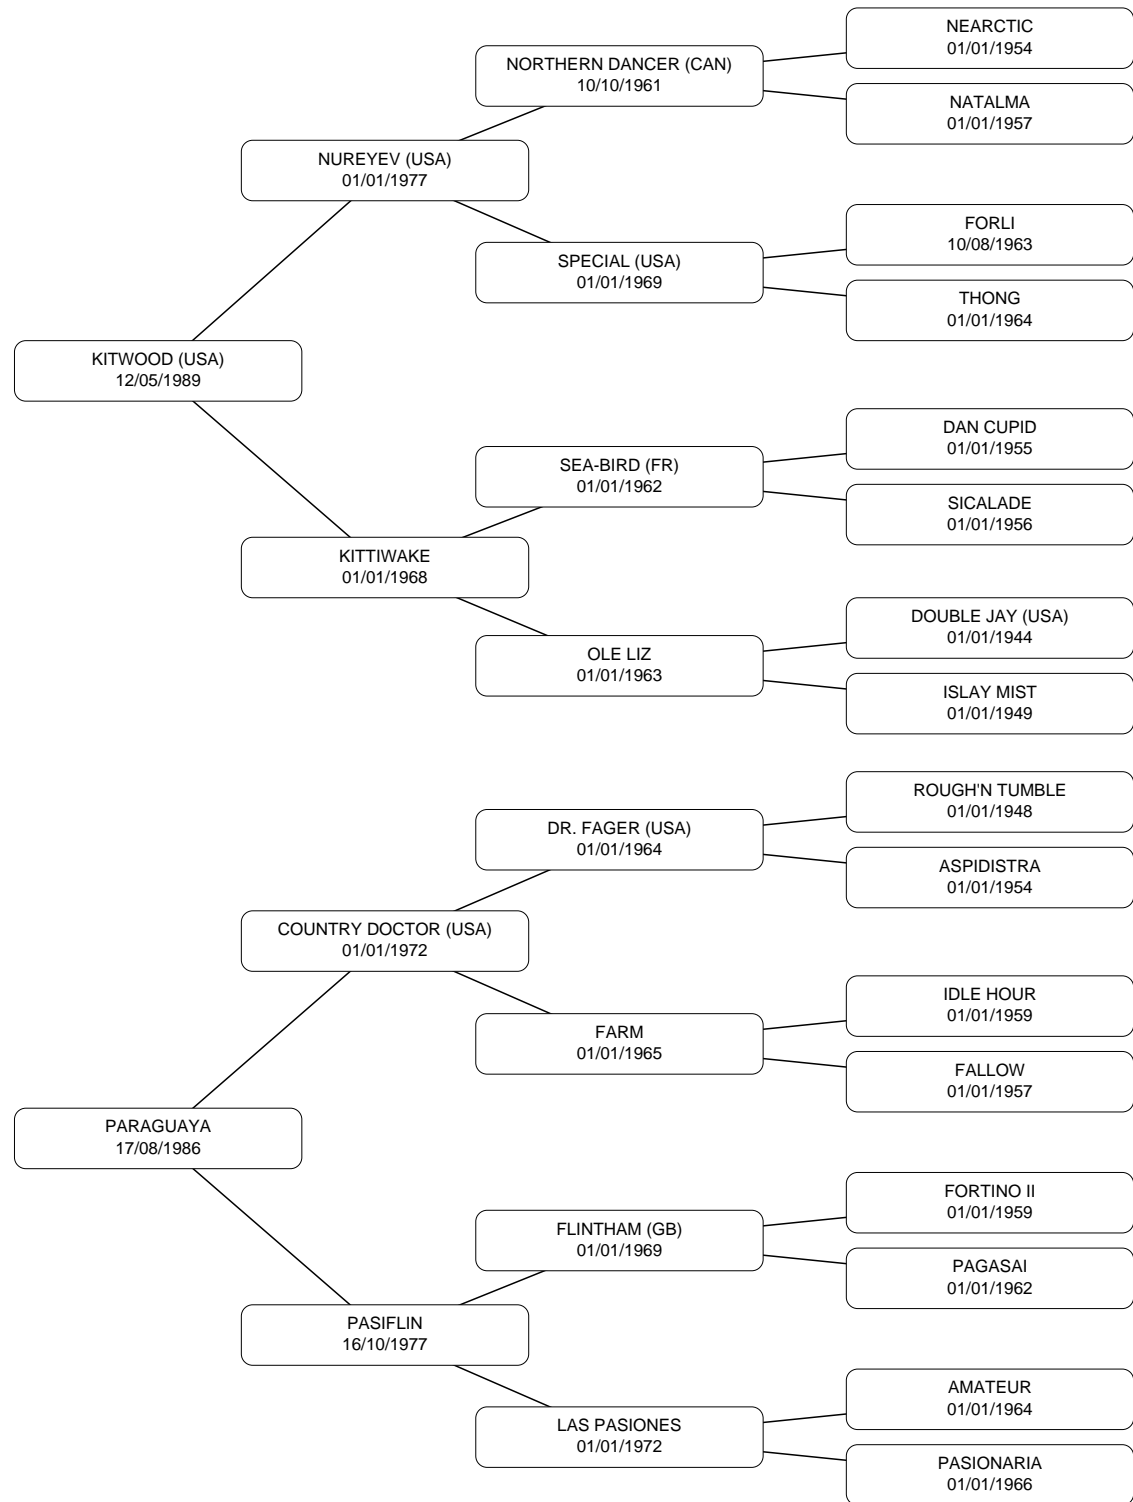 NEARCTIC
01/01/1954
NORTHERN DANCER (CAN)
10/10/1961
NATALMA
01/01/1957
NUREYEV (USA)
01/01/1977
FORLI
10/08/1963
SPECIAL (USA)
01/01/1969
THONG
01/01/1964
KITWOOD (USA)
12/05/1989
DAN CUPID
01/01/1955
SEA-BIRD (FR)
01/01/1962
SICALADE
01/01/1956
KITTIWAKE
01/01/1968
DOUBLE JAY (USA)
01/01/1944
OLE LIZ
01/01/1963
ISLAY MIST
01/01/1949
ROUGH'N TUMBLE
01/01/1948
DR. FAGER (USA)
01/01/1964
ASPIDISTRA
01/01/1954
COUNTRY DOCTOR (USA)
01/01/1972
IDLE HOUR
01/01/1959
FARM
01/01/1965
FALLOW
01/01/1957
PARAGUAYA
17/08/1986
FORTINO II
01/01/1959
FLINTHAM (GB)
01/01/1969
PAGASAI
01/01/1962
PASIFLIN
16/10/1977
AMATEUR
01/01/1964
LAS PASIONES
01/01/1972
PASIONARIA
01/01/1966